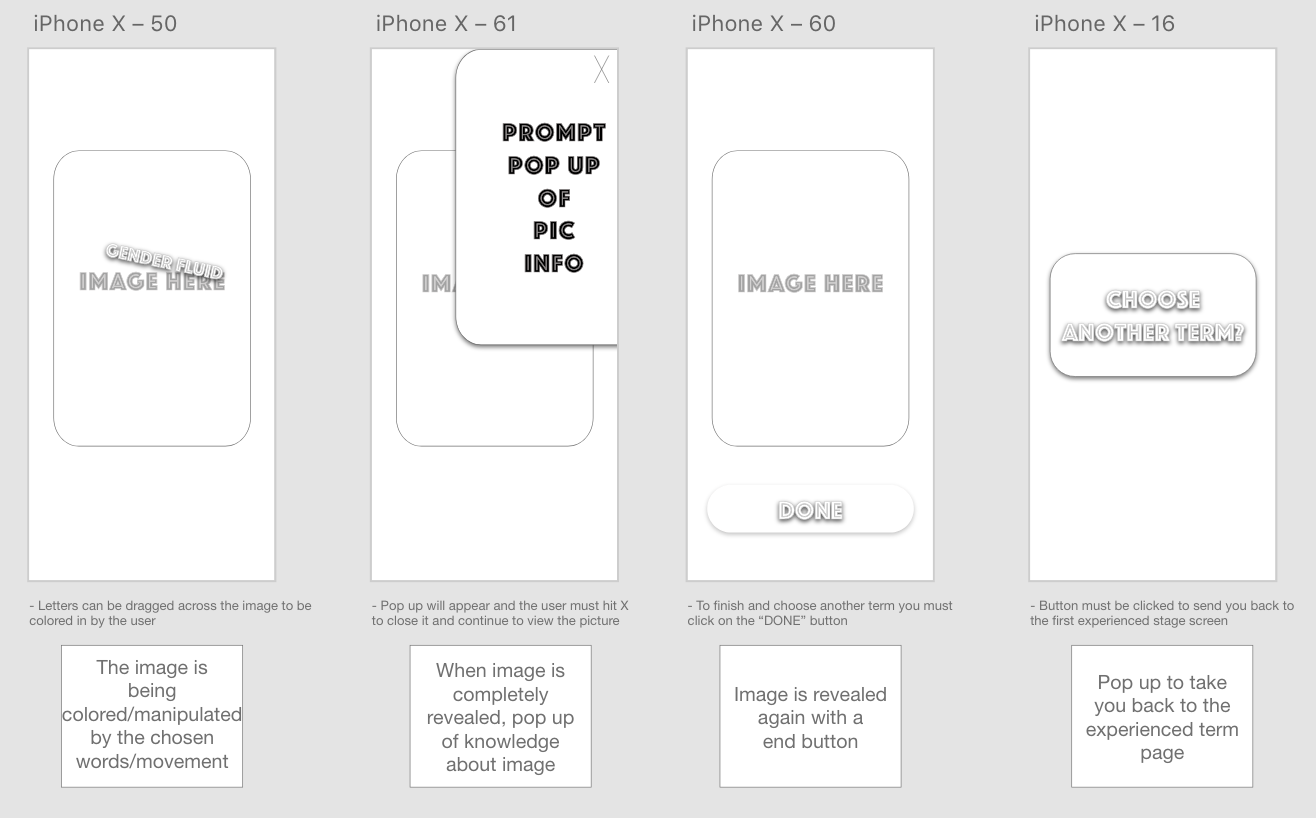 iPhone X – 50
iPhone X – 61
iPhone X – 60
iPhone X – 16
GENDER FLUID
IMAGE HERE
X
PROMPT
POP UP
OF
PIC
INFO
IMA
IMAGE HERE
DONE
CHOOSE
ANOTHER TERM?
- Letters can be dragged across the image to be
colored in by the user
- Pop up will appear and the user must hit X
to close it and continue to view the picture
- To finish and choose another term you must
click on the “DONE” button
- Button must be clicked to send you back to
the first experienced stage screen
The image is
being
colored/manipulated
by the chosen
words/movement
When image is
completely
revealed, pop up
of knowledge
about image
Image is revealed
again with a
end button
Pop up to take
you back to the
experienced term
page